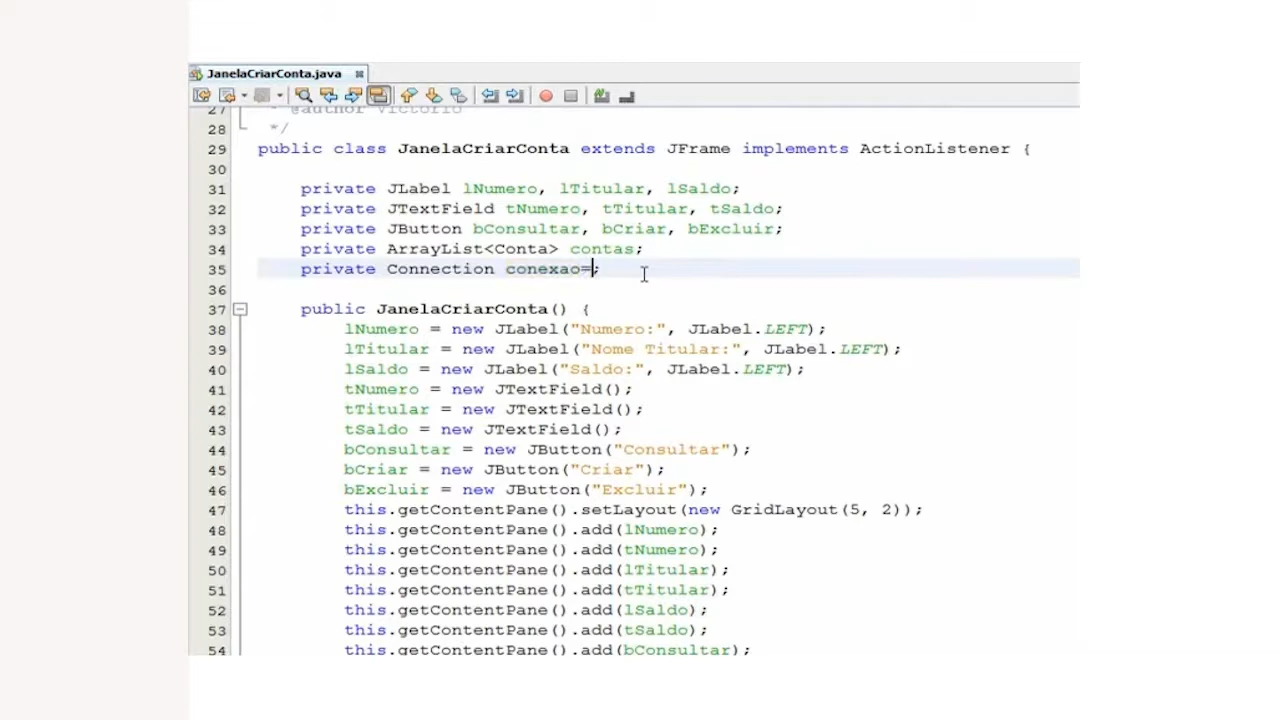 JanelaCriarConta.java
27 * @author Victorio
28 */
29 public class JanelaCriarConta extends JFrame implements ActionListener {
30
31 private JLabel lNumero, lTitular, lSaldo;
32 private JTextField tNumero, tTitular, tSaldo;
33 private JButton bConsultar, bCriar, bExcluir;
34 private ArrayList<Conta> contas;
35 private Connection conexao=;
36
37 public JanelaCriarConta() {
38 lNumero = new JLabel("Numero:", JLabel.LEFT);
39 lTitular = new JLabel("Nome Titular:", JLabel.LEFT);
40 lSaldo = new JLabel("Saldo:", JLabel.LEFT);
41 tNumero = new JTextField();
42 tTitular = new JTextField();
43 tSaldo = new JTextField();
44 bConsultar = new JButton("Consultar");
45 bCriar = new JButton("Criar");
46 bExcluir = new JButton("Excluir");
47 this.getContentPane().setLayout(new GridLayout(5, 2));
48 this.getContentPane().add(lNumero);
49 this.getContentPane().add(tNumero);
50 this.getContentPane().add(lTitular);
51 this.getContentPane().add(tTitular);
52 this.getContentPane().add(lSaldo);
53 this.getContentPane().add(tSaldo);
54 this.getContentPane().add(bConsultar);